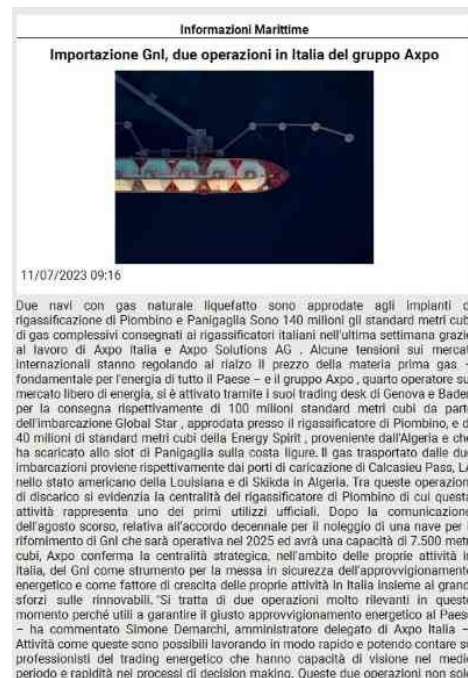 Informazioni Marittime
Importazione Gnl, due operazioni in Italia del gruppo Axpo
11/07/2023 09:16
Due navi con gas naturale liquefatto sono approdate agli impianti d
rigassificazione di Piombino e Panigaglia Sono 140 milioni gli standard metri cub
di gas complessivi consegnati ai rigassificatori italiani nell'ultima settimana grazie
al lavoro di Axpo Italia e Axpo Solutions AG . Alcune tensioni sui mercat
internazionali stanno regolando al rialzo il prezzo della materia prima gas –
fondamentale per l'energia di tutto il Paese – e il gruppo Axpo , quarto operatore su
mercato libero di energia, si è attivato tramite i suoi trading desk di Genova e Baden
per la consegna rispettivamente di 100 milioni standard metri cubi da parte
dell'imbarcazione Global Star , approdata presso il rigassificatore di Piombino, e d
40 milioni di standard metri cubi della Energy Spirit , proveniente dall'Algeria e che
ha scaricato allo slot di Panigaglia sulla costa ligure. Il gas trasportato dalle due
imbarcazioni proviene rispettivamente dai porti di caricazione di Calcasieu Pass, LA
nello stato americano della Louisiana e di Skikda in Algeria. Tra queste operazion
di discarico si evidenzia la centralità del rigassificatore di Piombino di cui questa
attività rappresenta uno dei primi utilizzi ufficiali. Dopo la comunicazione
dell'agosto scorso, relativa all'accordo decennale per il noleggio di una nave per i
rifornimento di Gnl che sarà operativa nel 2025 ed avrà una capacità di 7.500 metr
cubi, Axpo conferma la centralità strategica, nell'ambito delle proprie attività in
Italia, del Gnl come strumento per la messa in sicurezza dell'approvvigionamento
energetico e come fattore di crescita delle proprie attività in Italia insieme ai grand
sforzi sulle rinnovabili. "Si tratta di due operazioni molto rilevanti in questo
momento perché utili a garantire il giusto approvvigionamento energetico al Paese
– ha commentato Simone Demarchi, amministratore delegato di Axpo Italia –
Attività come queste sono possibili lavorando in modo rapido e potendo contare su
professionisti del trading energetico che hanno capacità di visione nel medio
periodo e rapidità nei processi di decision making. Queste due operazioni non solo